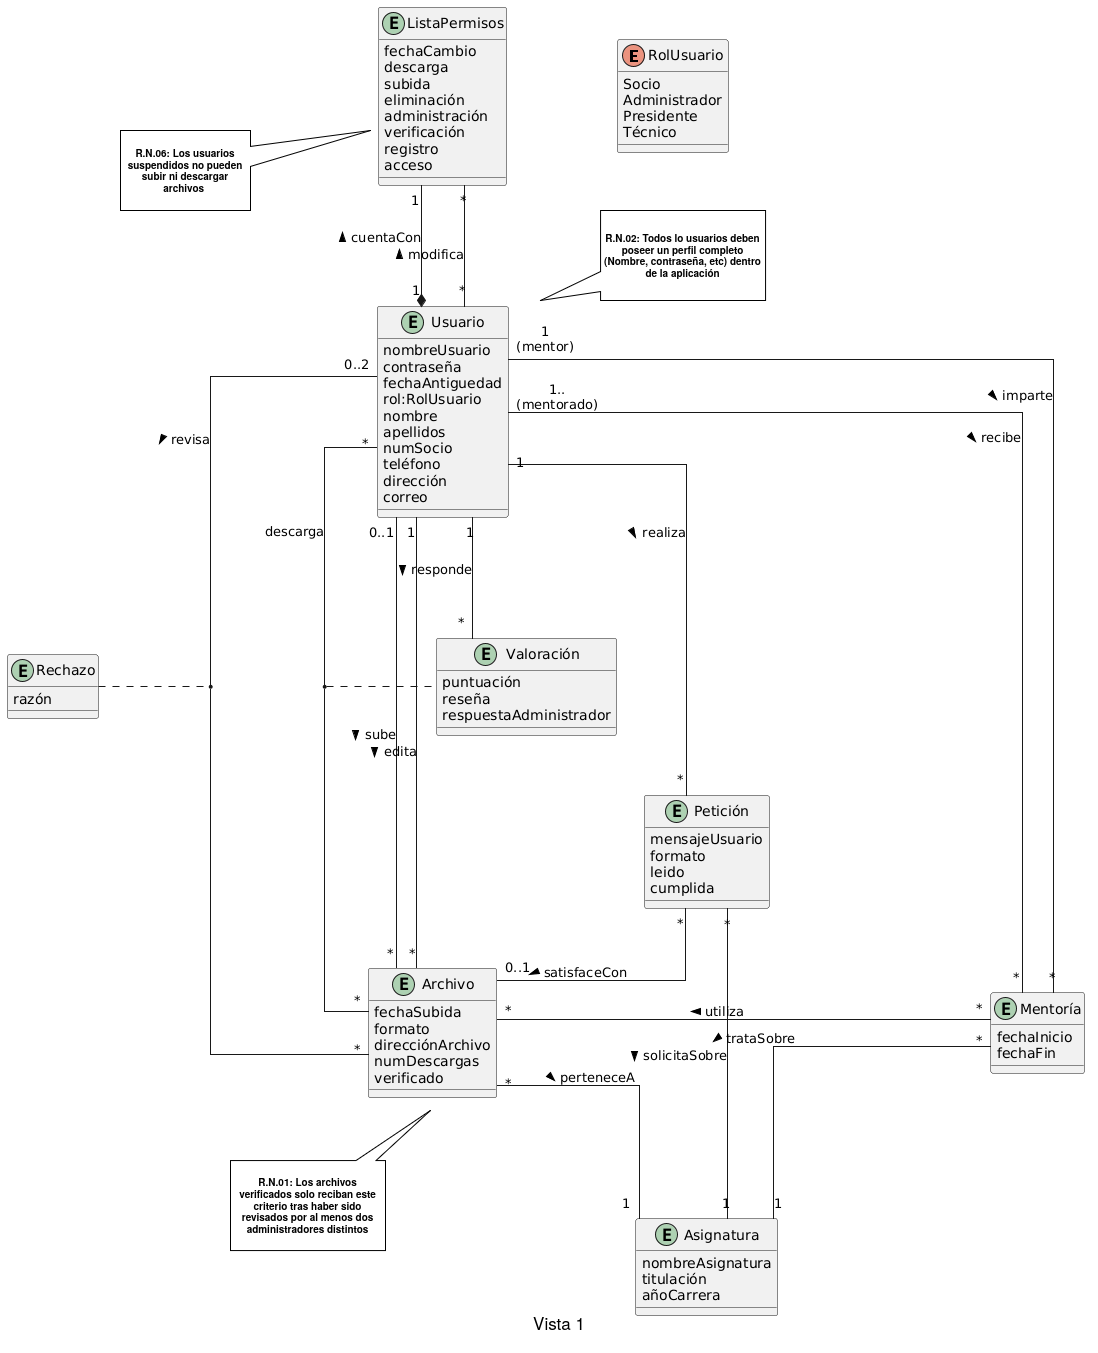 E ListaPermisos
fechaCambio
descarga
subida
eliminación
administración
verificación
registro
acceso
E RolUsuario
Socio
Administrador
Presidente
Técnico
R.N.06: Los usuarios
suspendidos no pueden
subir ni descargar
archivos
1
*
cuentaCon
modifica
1
*
R.N.02: Todos lo usuarios deben
poseer un perfil completo
(Nombre, contraseña, etc) dentro
de la aplicación
E Usuario
nombreUsuario
contraseña
fechaAntiguedad
rol:RolUsuario
nombre
apellidos
numSocio
teléfono
dirección
correo
0..2
*
1
(mentor)
1..
(mentorado)
1
imparte
recibe
revisa
descarga
0..1
1
1
responde
realiza
*
E Rechazo
razón
E Valoración
puntuación
reseña
respuestaAdministrador
sube
edita
*
E Petición
mensajeUsuario
formato
leido
cumplida
*
*
*
*
0..1
satisfaceCon
*
*
E Archivo
fechaSubida
formato
direcciónArchivo
numDescargas
verificado
*
*
*
utiliza
*
*
E Mentoría
fechaInicio
fechaFin
trataSobre
*
solicitaSobre
*
perteneceA
R.N.01: Los archivos
verificados solo reciban este
criterio tras haber sido
revisados por al menos dos
administradores distintos
1
1
1
E Asignatura
nombreAsignatura
titulación
añoCarrera
Vista 1